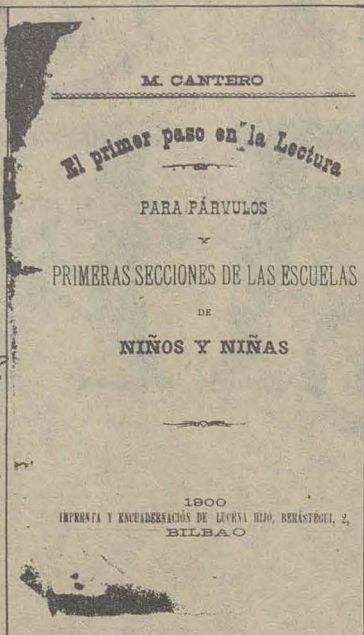 M. CANTERO
El primer paso en la Lectura
PARA PÁRVULOS
Y
PRIMERAS SECCIONES DE LAS ESCUELAS
DE
NIÑOS Y NIÑAS
1900
IMPRENTA Y ENCUADERNACIÓN DE LUCENA HIJO, BERÁSTEGUI, 2,
BILBAO